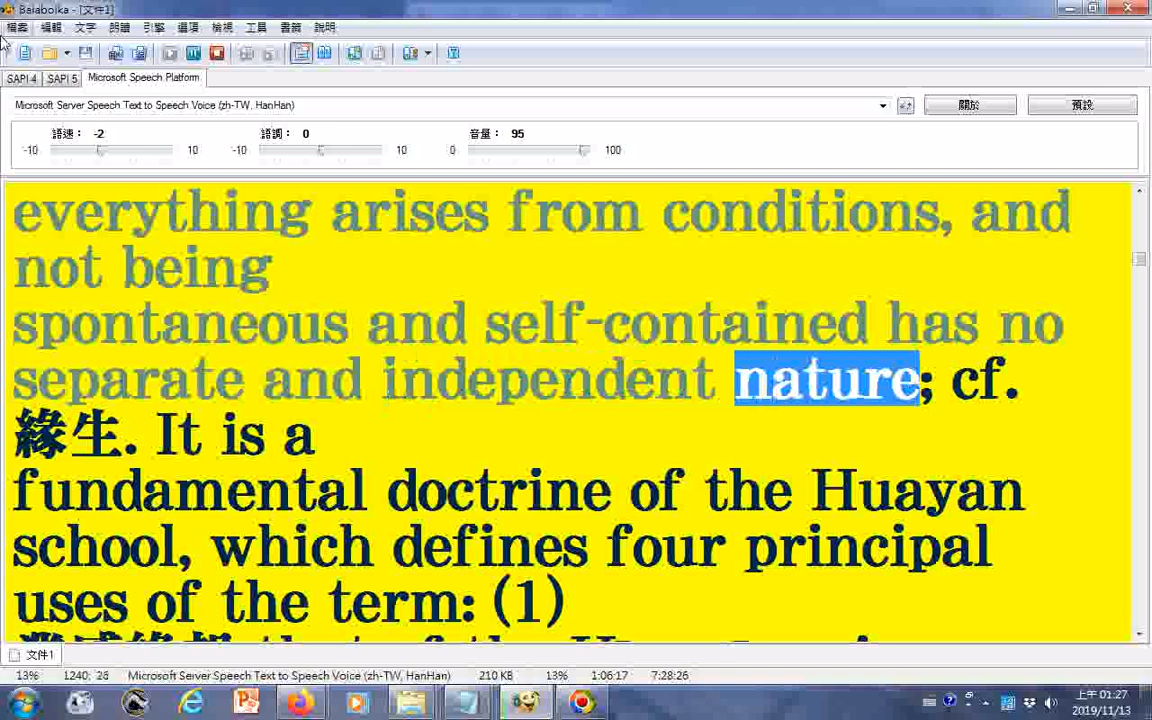 Balabolka - [文件1]
檔案 編輯 文字 朗讀 引擎 選項 檢視 工具 書籤 說明
SAPI 4 SAPI 5 Microsoft Speech Platform
Microsoft Server Speech Text to Speech Voice (zh-TW, HanHan)
關於 預設
語速: -2 語調: 0 音量: 95
-10 10 -10 10 0 100
everything arises from conditions, and
not being
spontaneous and self-contained has no
separate and independent nature; cf.
緣生. It is a
fundamental doctrine of the Huayan
school, which defines four principal
uses of the term: (1)
文件1
13% 1240; 26 Microsoft Server Speech Text to Speech Voice (zh-TW, HanHan) 210 KB 13% 1:06:17 7:28:26
上午 01:27
2019/11/13